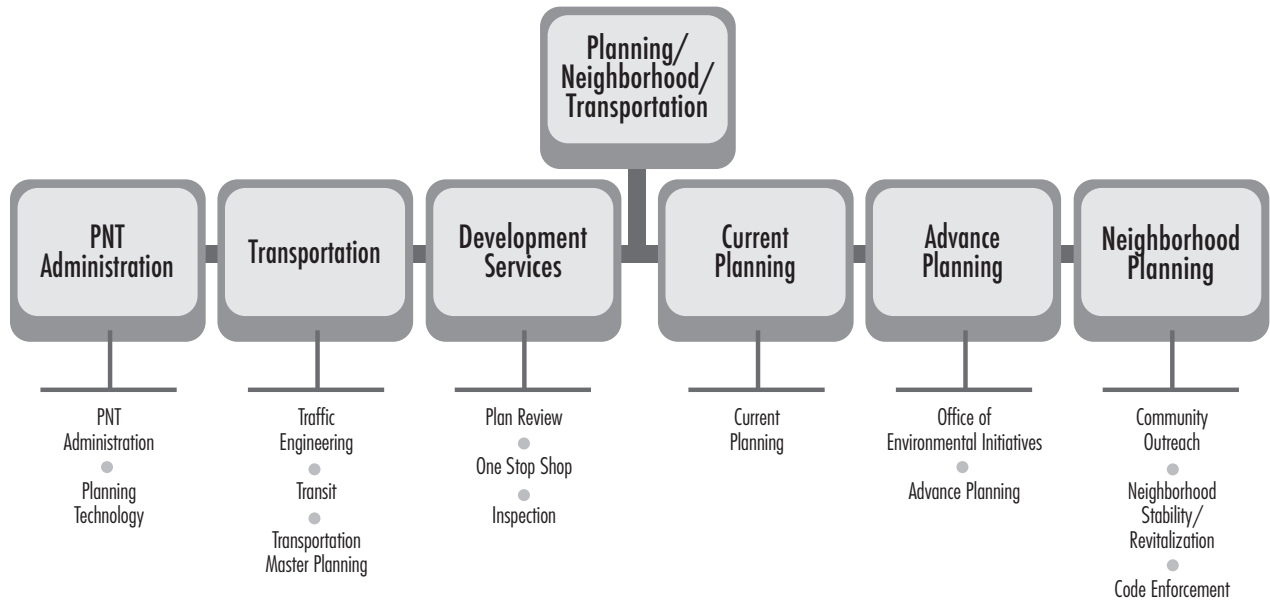 Planning/
Neighborhood/
Transportation
PNT
Administration
Transportation
Development
Services
Current
Planning
Advance
Planning
Neighborhood
Planning
PNT
Administration
Planning
Technology
Traffic
Engineering
Transit
Transportation
Master Planning
Plan Review
One Stop Shop
Inspection
Current
Planning
Office of
Environmental Initiatives
Advance Planning
Community
Outreach
Neighborhood
Stability/
Revitalization
Code Enforcement